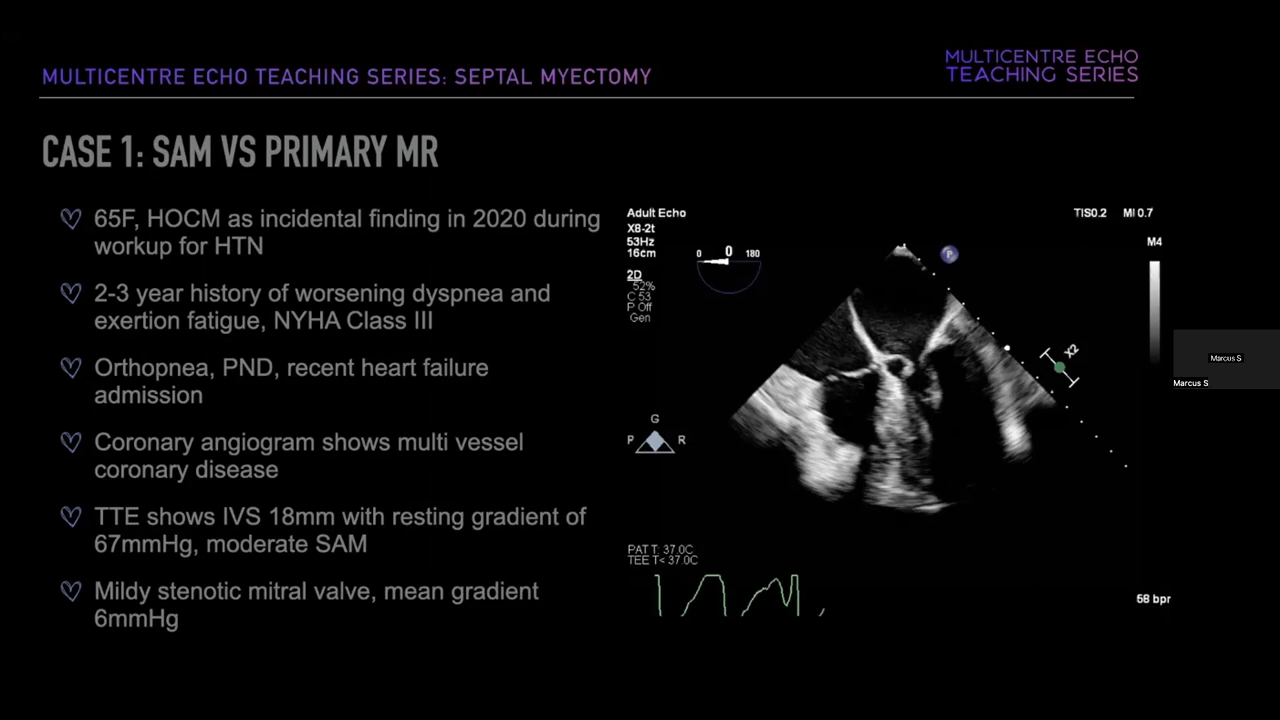 MULTICENTRE ECHO TEACHING SERIES: SEPTAL MYECTOMY
MULTICENTRE ECHO
TEACHING SERIES
CASE 1: SAM VS PRIMARY MR
65F, HOCM as incidental finding in 2020 during
workup for HTN
2-3 year history of worsening dyspnea and
exertion fatigue, NYHA Class III
Orthopnea, PND, recent heart failure
admission
Coronary angiogram shows multi vessel
coronary disease
TTE shows IVS 18mm with resting gradient of
67mmHg, moderate SAM
Mildy stenotic mitral valve, mean gradient
6mmHg
Adult Echo
X8-2t
53Hz
16cm
2D
52%
C 53
P Off
Gen
0 0 180
P
TIS0.2 MI 0.7
M4
X2
G
P R
PAT T: 37.0C
TEE T< 37.0C
58 bpr
Marcus S
Marcus S